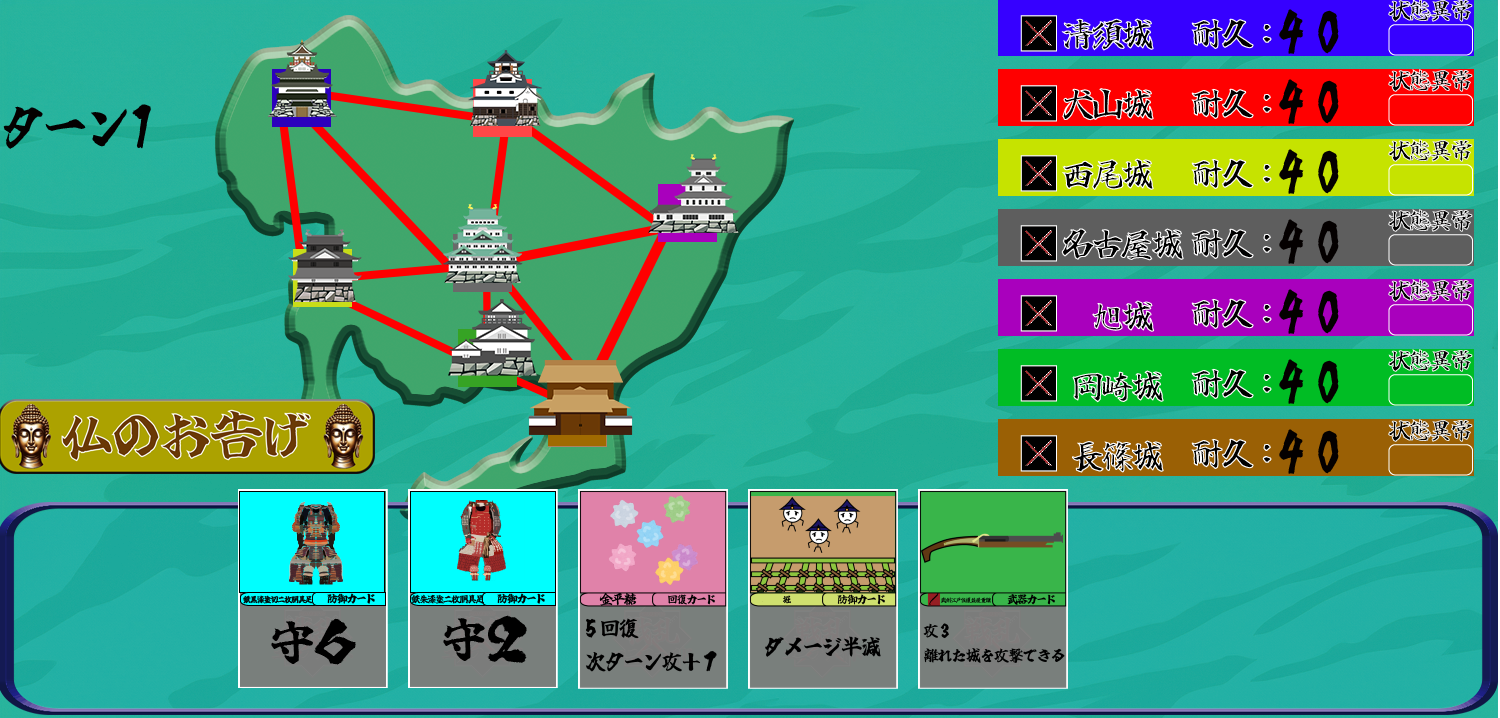 ターン1
清須城 耐久：40 状態異常
犬山城 耐久：40 状態異常
西尾城 耐久：40 状態異常
名古屋城 耐久：40 状態異常
旭城 耐久：40 状態異常
岡崎城 耐久：40 状態異常
長篠城 耐久：40 状態異常
仏のお告げ
防御カード
守6
防御カード
守2
金平糖 回復カード
5回復
次ターン攻＋1
防御カード
ダメージ半減
武器カード
攻3
離れた城を攻撃できる